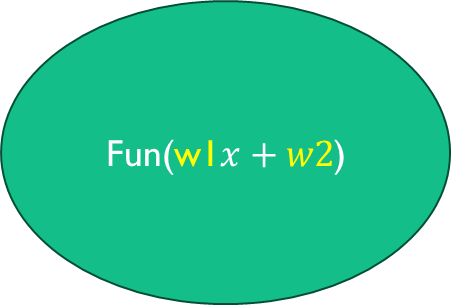 Fun(w1x + w2)